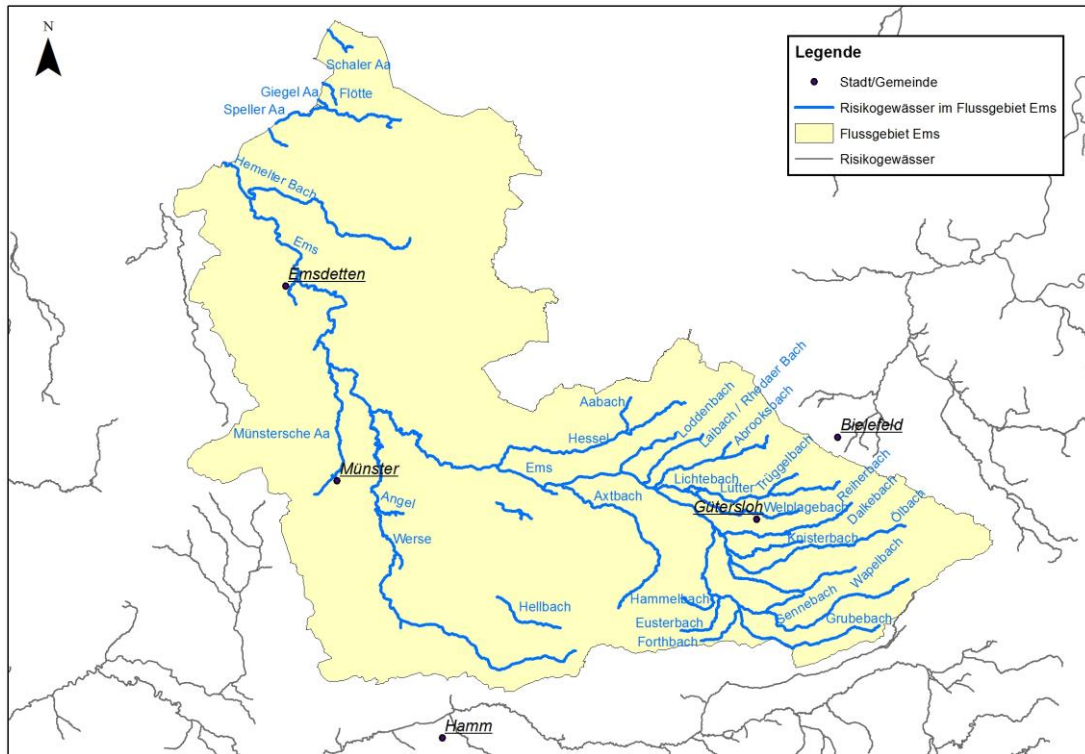 N
Legende
Stadt/Gemeinde
Risikogewässer im Flussgebiet Ems
Flussgebiet Ems
Risikogewässer
Schaler Aa
Giegel Aa
Flötte
Speller Aa
Hemelter Bach
Ems
Emsdetten
Münstersche Aa
Münster
Angel
Werse
Hellbach
Aabach
Hessel
Ems
Axtbach
Loddenbach
Laibach / Rhedaer Bach
Abrooksbach
Bielefeld
Lichtebach
Lutter
Trüggelbach
Reiherbach
Gütersloh
Welplagebach
Dalkebach
Ölbach
Knisterbach
Wapelbach
Sennebach
Hammelbach
Eusterbach
Grubebach
Forthbach
Hamm